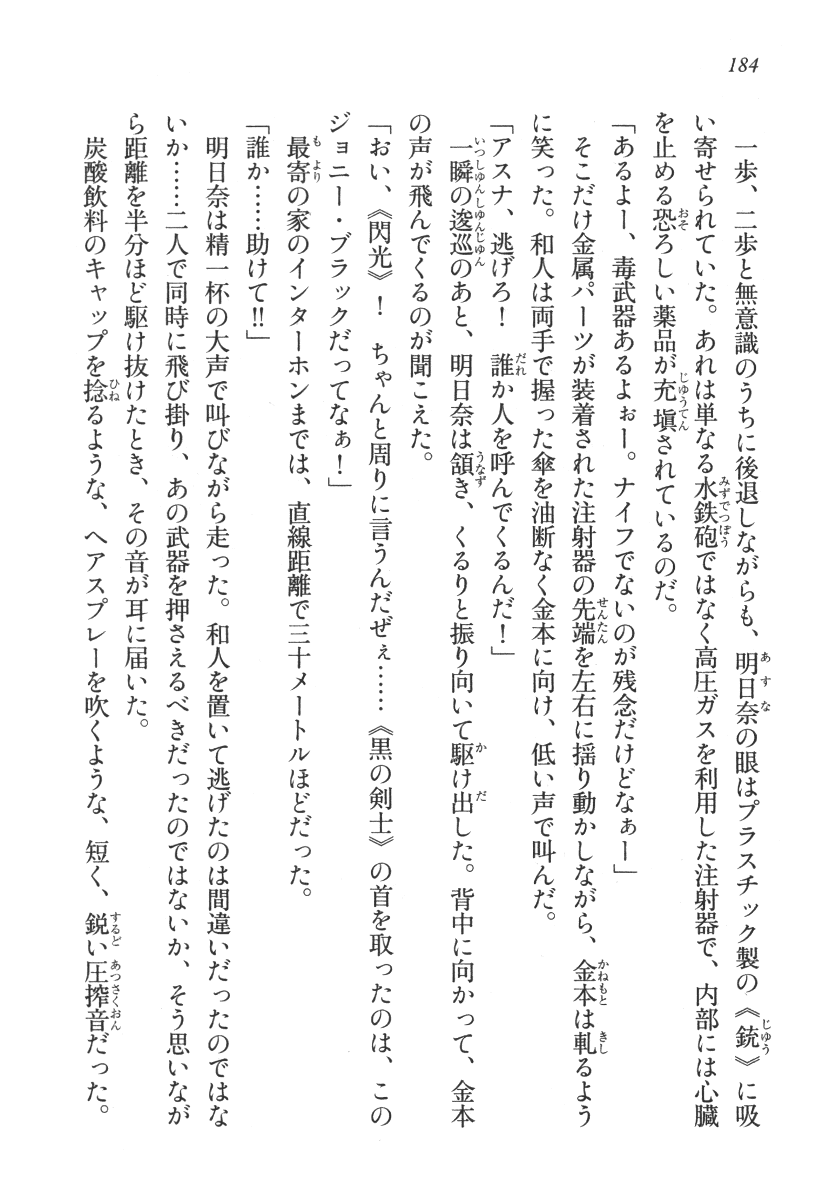 184
一歩、二歩と無意識のうちに後退しながらも、明日奈の眼はプラスチック製の《銃》に吸
い寄せられていた。あれは単なる水鉄砲ではなく高圧ガスを利用した注射器で、内部には心臓
を止める恐ろしい薬品が充塡されているのだ。
「あるよー、毒武器あるよぉー。ナイフでないのが残念だけどなぁー」
そこだけ金属パーツが装着された注射器の先端を左右に揺り動かしながら、金本は軋るよう
に笑った。和人は両手で握った傘を油断なく金本に向け、低い声で叫んだ。
「アスナ、逃げろ！　誰か人を呼んでくるんだ！」
一瞬の逡巡のあと、明日奈は頷き、くるりと振り向いて駆け出した。背中に向かって、金本
の声が飛んでくるのが聞こえた。
「おい、《閃光》！　ちゃんと周りに言うんだぜぇ……《黒の剣士》の首を取ったのは、この
ジョニー・ブラックだってなぁ！」
最寄の家のインターホンまでは、直線距離で三十メートルほどだった。
「誰か……助けて!!」
明日奈は精一杯の大声で叫びながら走った。和人を置いて逃げたのは間違いだったのではな
いか……二人で同時に飛び掛り、あの武器を押さえるべきだったのではないか、そう思いなが
ら距離を半分ほど駆け抜けたとき、その音が耳に届いた。
炭酸飲料のキャップを捻るような、ヘアスプレーを吹くような、短く、鋭い圧搾音だった。